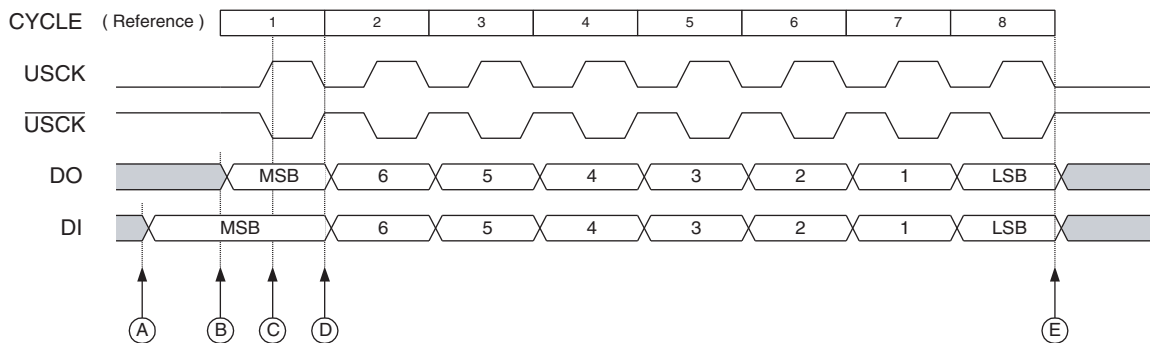 CYCLE ( Reference ) 1 2 3 4 5 6 7 8
USCK
USCK
DO MSB 6 5 4 3 2 1 LSB
DI MSB 6 5 4 3 2 1 LSB
A B C D E